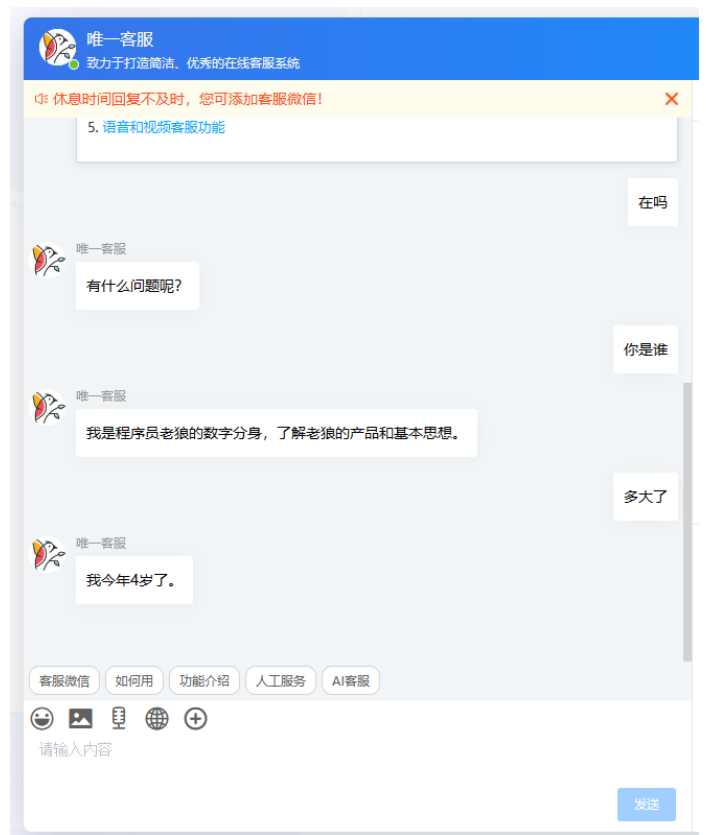 唯一客服
致力于打造简洁、优秀的在线客服系统
休息时间回复不及时，您可添加客服微信！
5. 语音和视频客服功能
在吗
唯一客服
有什么问题呢？
你是谁
唯一客服
我是程序员老狼的数字分身，了解老狼的产品和基本思想。
多大了
唯一客服
我今年4岁了。
客服微信 如何用 功能介绍 人工服务 AI客服
请输入内容
发送